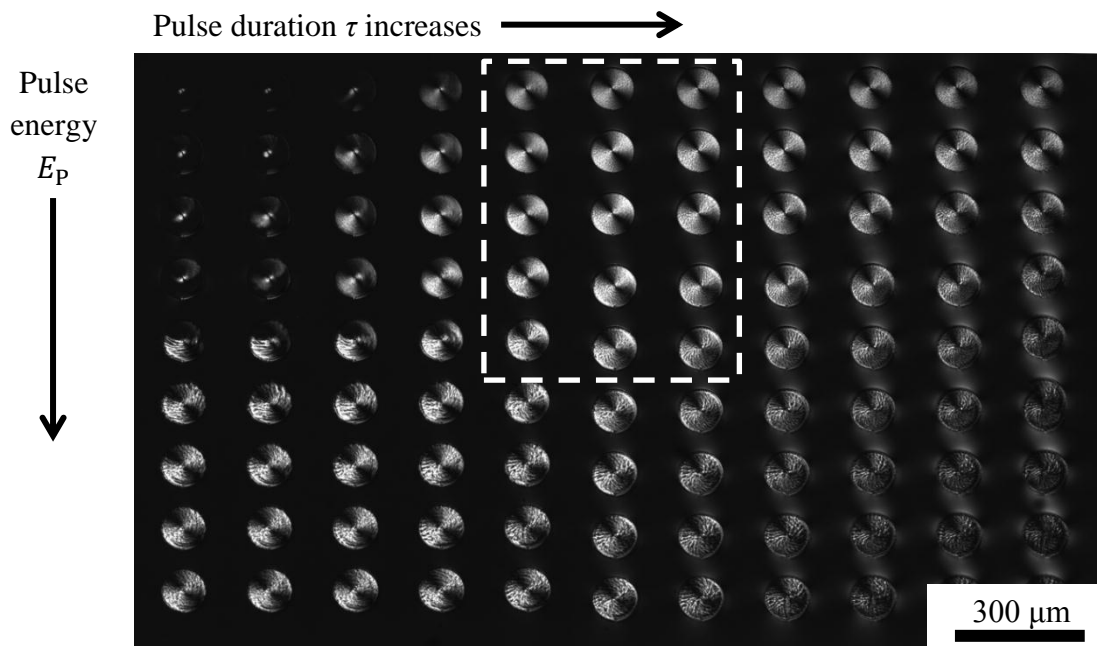 Pulse duration τ increases
Pulse
energy
E_P
300 μm